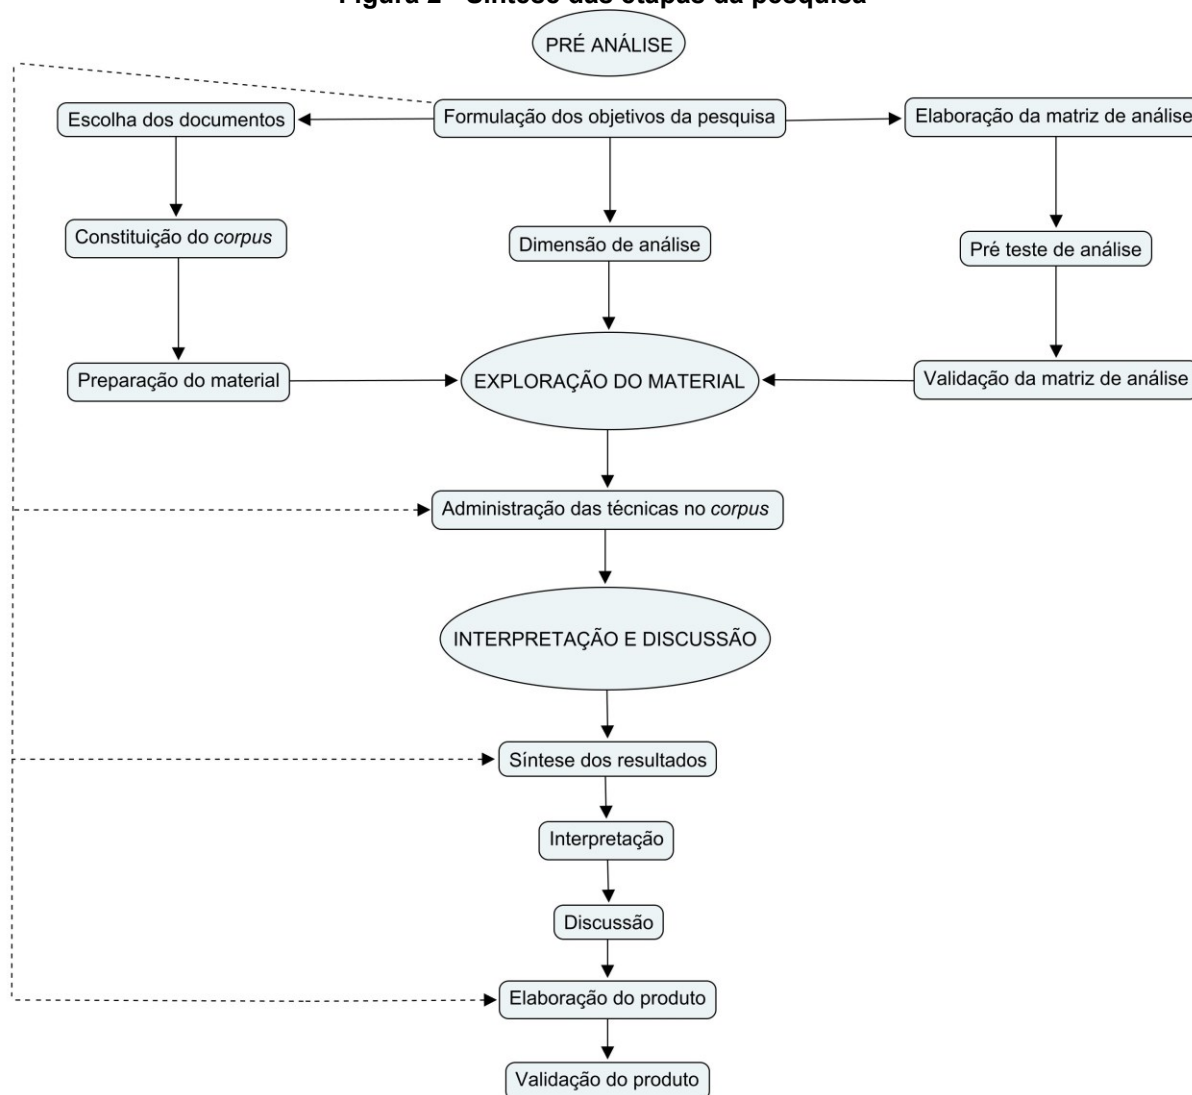 Figura 2 - Síntese das etapas da pesquisa
PRÉ ANÁLISE
Escolha dos documentos
Formulação dos objetivos da pesquisa
Elaboração da matriz de análise
Constituição do corpus
Dimensão de análise
Pré teste de análise
Preparação do material
EXPLORAÇÃO DO MATERIAL
Validação da matriz de análise
Administração das técnicas no corpus
INTERPRETAÇÃO E DISCUSSÃO
Síntese dos resultados
Interpretação
Discussão
Elaboração do produto
Validação do produto